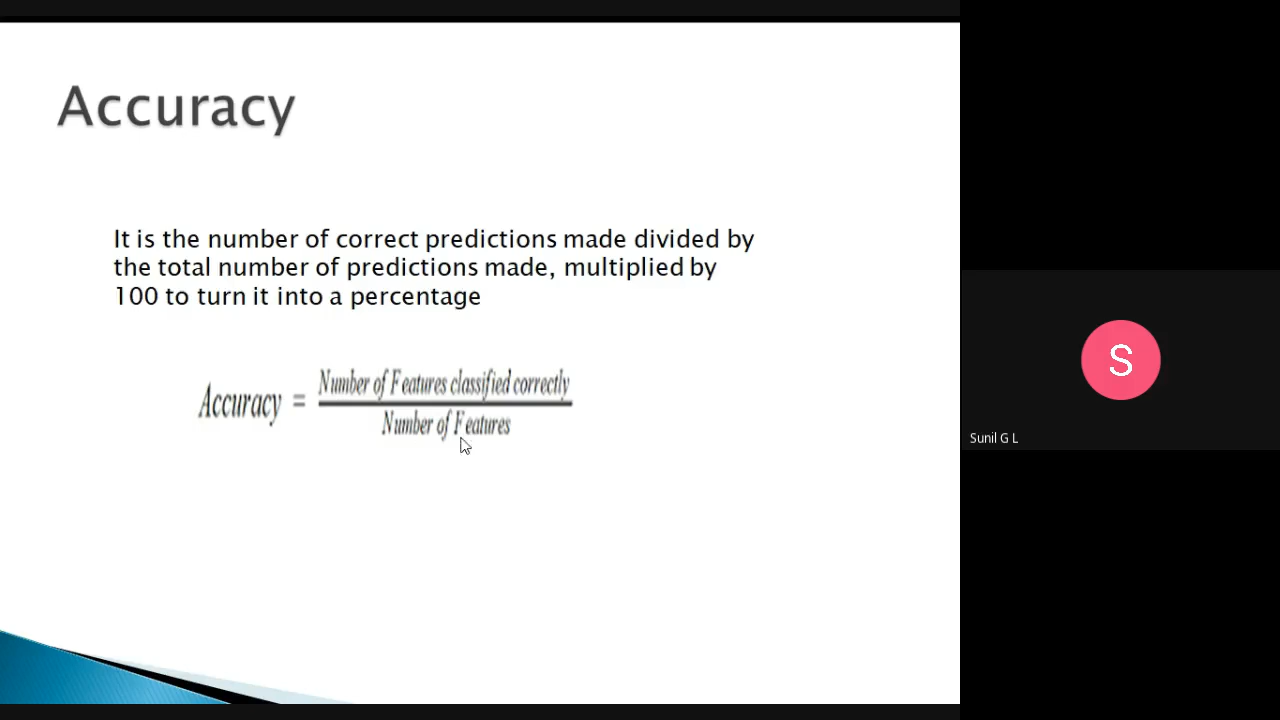 Accuracy
It is the number of correct predictions made divided by
the total number of predictions made, multiplied by
100 to turn it into a percentage
Accuracy = Number of Features classified correctly
Number of Features
S
Sunil G L